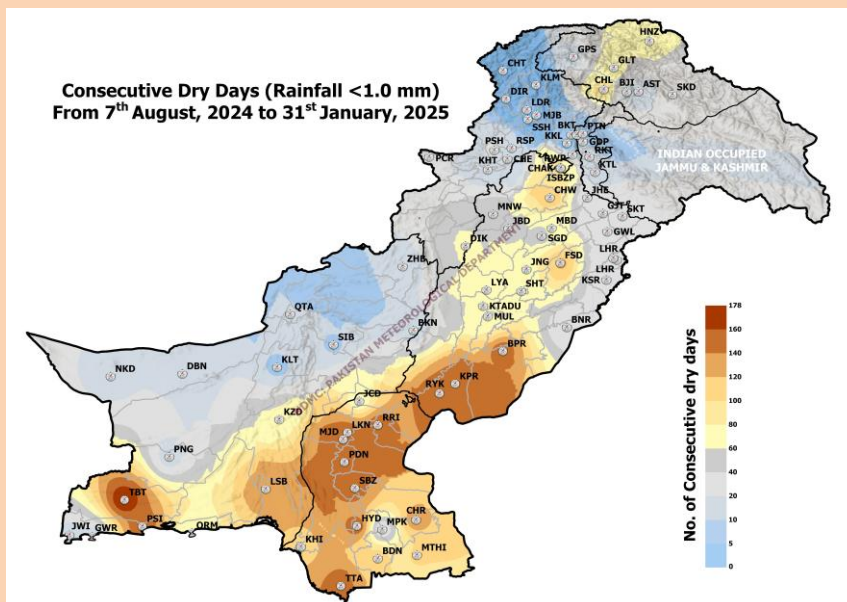 Consecutive Dry Days (Rainfall <1.0 mm)
From 7th August, 2024 to 31st January, 2025
HNZ
GPS
GLT
CHT
KLM
CHL
BJI
AST
SKD
DIR
LDR
MJB
SSH
BKT
PTN
KKL
GDP
PSH
RSP
RKT
INDIAN OCCUPIED
JAMMU & KASHMIR
PCR
KHT
CHE
RWP
KTL
CHAK
ISBZP
CHW
JHE
MNW
GJT
SKT
JBD
MBD
SGD
GWL
DIK
ZHB
LHR
JNG
FSD
LHR
KSR
LYA
SHT
QTA
KTADU
MUL
BKN
BNR
SIB
BPR
NKD
DBN
KLT
RYK
KPR
JCD
KZD
RRI
LKN
MJD
PNG
PDN
TBT
LSB
SBZ
CHR
JWI
GWR
PSI
ORM
HYD
MPK
KHI
BDN
MTHI
TTA
NDMC, PAKISTAN METEOROLOGICAL DEPARTMENT
No. of Consecutive dry days
178
160
140
120
100
80
60
40
20
10
5
0